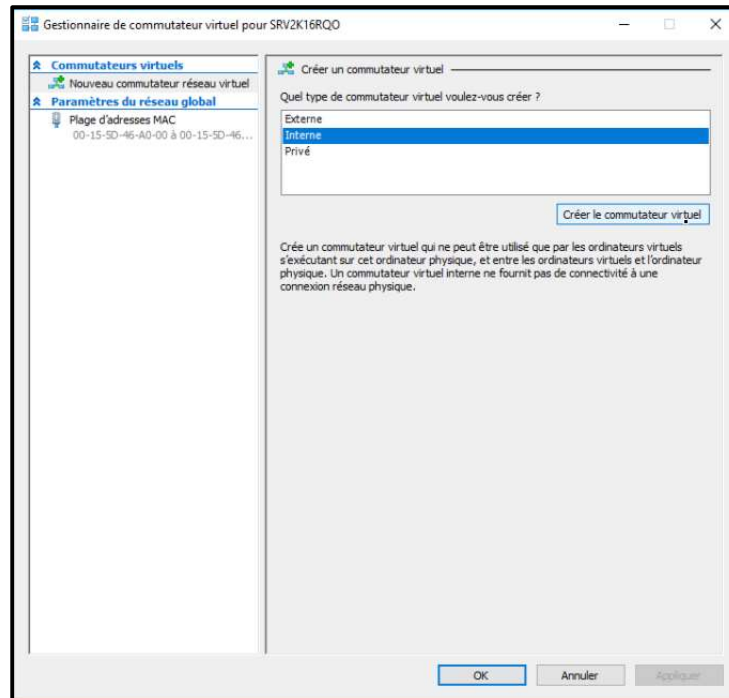 Gestionnaire de commutateur virtuel pour SRV2K16RQO
Commutateurs virtuels
Nouveau commutateur réseau virtuel
Paramètres du réseau global
Plage d'adresses MAC
00-15-5D-46-A0-00 à 00-15-5D-46...
Créer un commutateur virtuel
Quel type de commutateur virtuel voulez-vous créer ?
Externe
Interne
Privé
Créer le commutateur virtuel
Crée un commutateur virtuel qui ne peut être utilisé que par les ordinateurs virtuels
s'exécutant sur cet ordinateur physique, et entre les ordinateurs virtuels et l'ordinateur
physique. Un commutateur virtuel interne ne fournit pas de connectivité à une
connexion réseau physique.
OK
Annuler
Appliquer